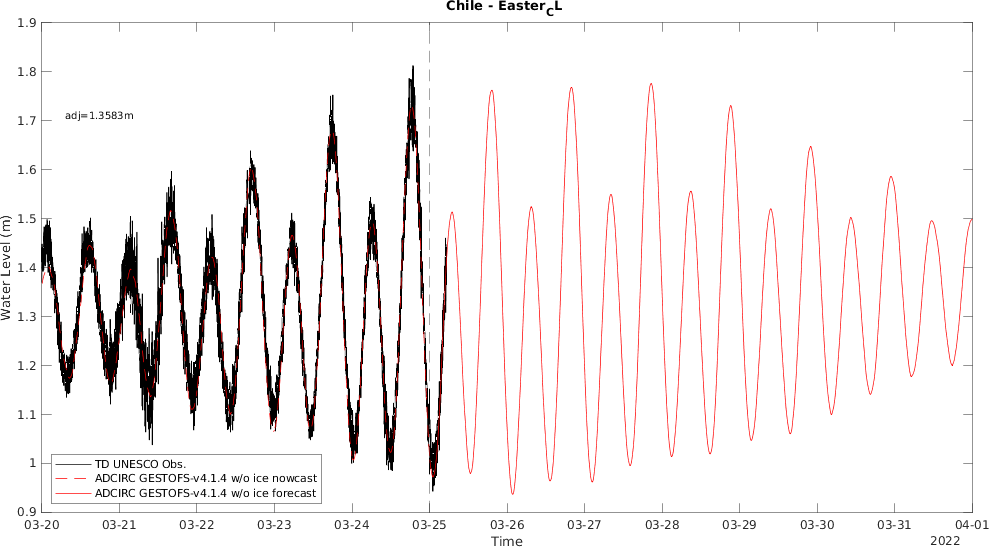 Chile - Easter_CL
1.9
1.8
1.7
1.6
1.5
1.4
1.3
1.2
1.1
1
0.9
Water Level (m)
adj=1.3583m
TD UNESCO Obs.
ADCIRC GESTOFS-v4.1.4 w/o ice nowcast
ADCIRC GESTOFS-v4.1.4 w/o ice forecast
03-20 03-21 03-22 03-23 03-24 03-25 03-26 03-27 03-28 03-29 03-30 03-31 04-01
Time
2022